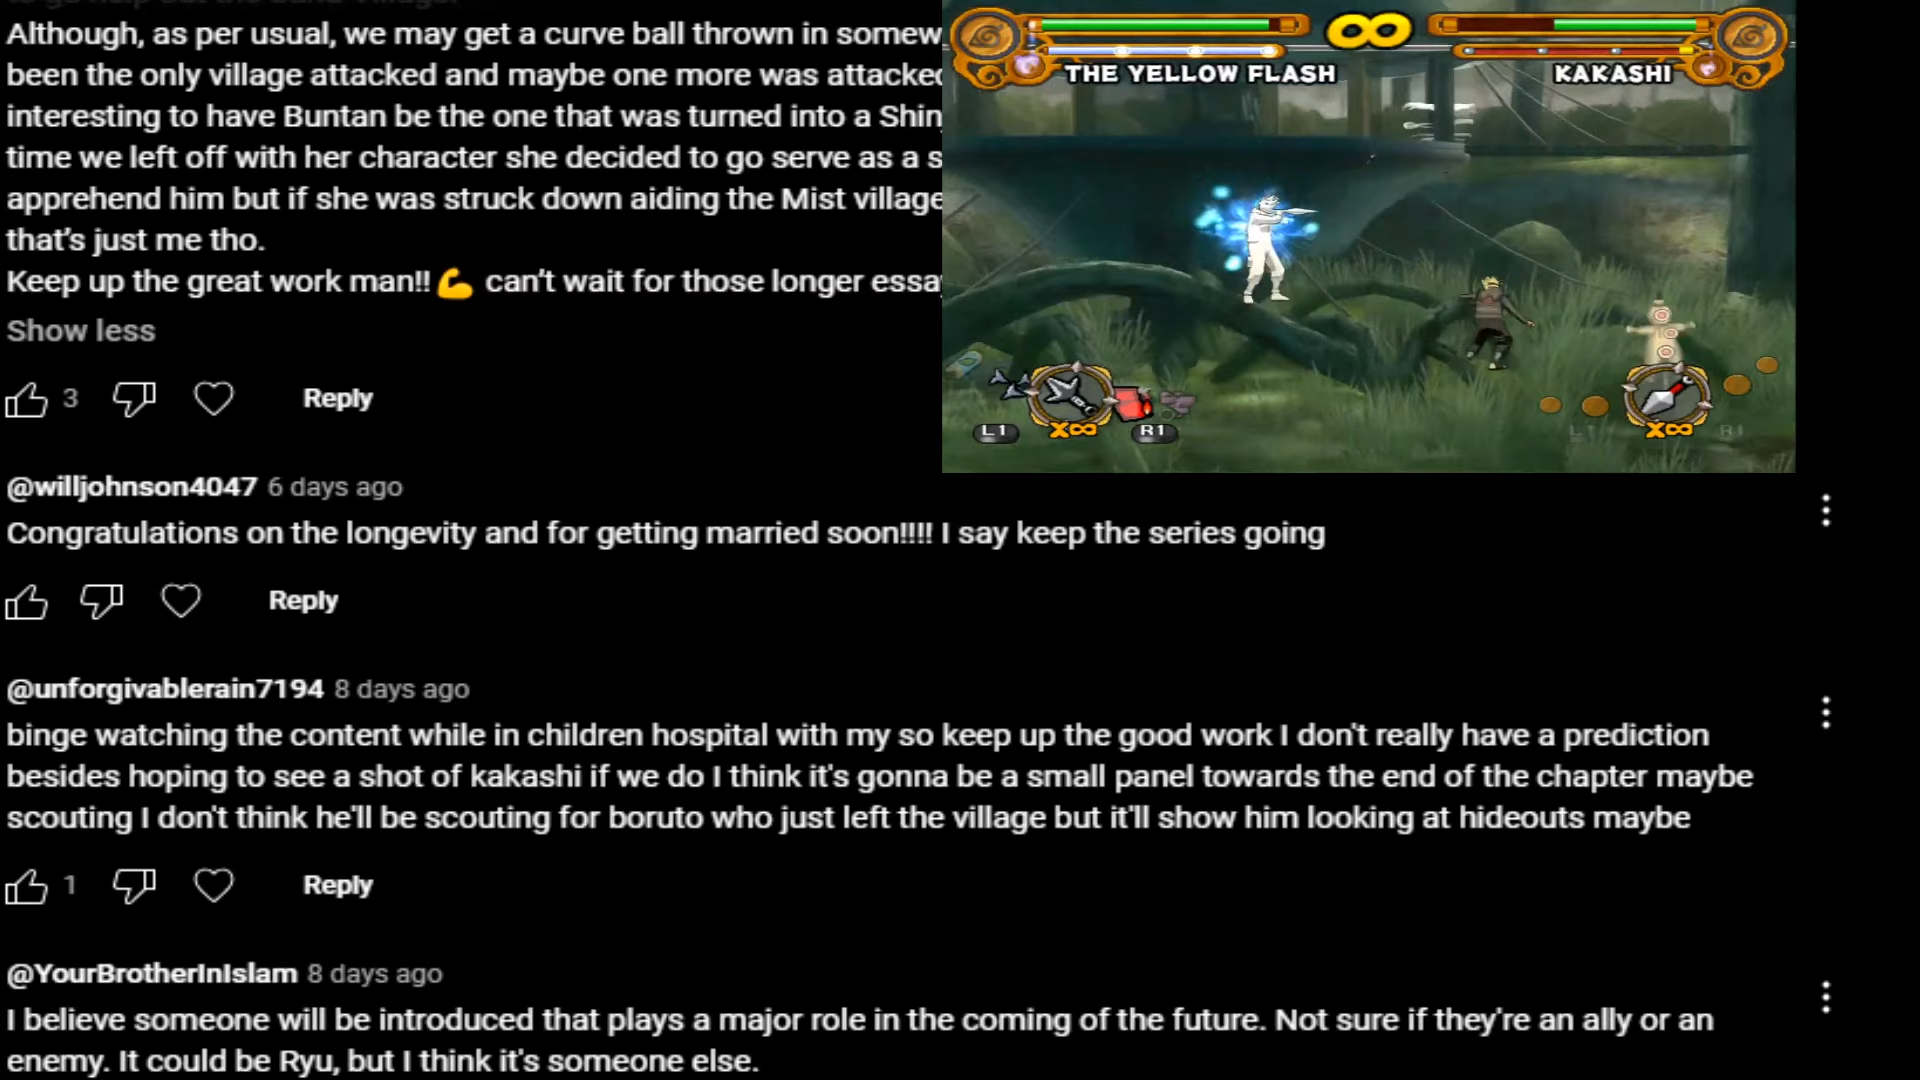 Although, as per usual, we may get a curve ball thrown in somew
been the only village attacked and maybe one more was attacked
interesting to have Buntan be the one that was turned into a Shin
time we left off with her character she decided to go serve as a s
apprehend him but if she was struck down aiding the Mist village
that's just me tho.
Keep up the great work man!!💪 can't wait for those longer essay
Show less
3 Reply
THE YELLOW FLASH
KAKASHI
L1 X∞ R1
X∞
@willjohnson4047 6 days ago
Congratulations on the longevity and for getting married soon!!!! I say keep the series going
Reply
@unforgivablerain7194 8 days ago
binge watching the content while in children hospital with my so keep up the good work I don't really have a prediction
besides hoping to see a shot of kakashi if we do I think it's gonna be a small panel towards the end of the chapter maybe
scouting I don't think he'll be scouting for boruto who just left the village but it'll show him looking at hideouts maybe
1 Reply
@YourBrotherInIslam 8 days ago
I believe someone will be introduced that plays a major role in the coming of the future. Not sure if they're an ally or an
enemy. It could be Ryu, but I think it's someone else.